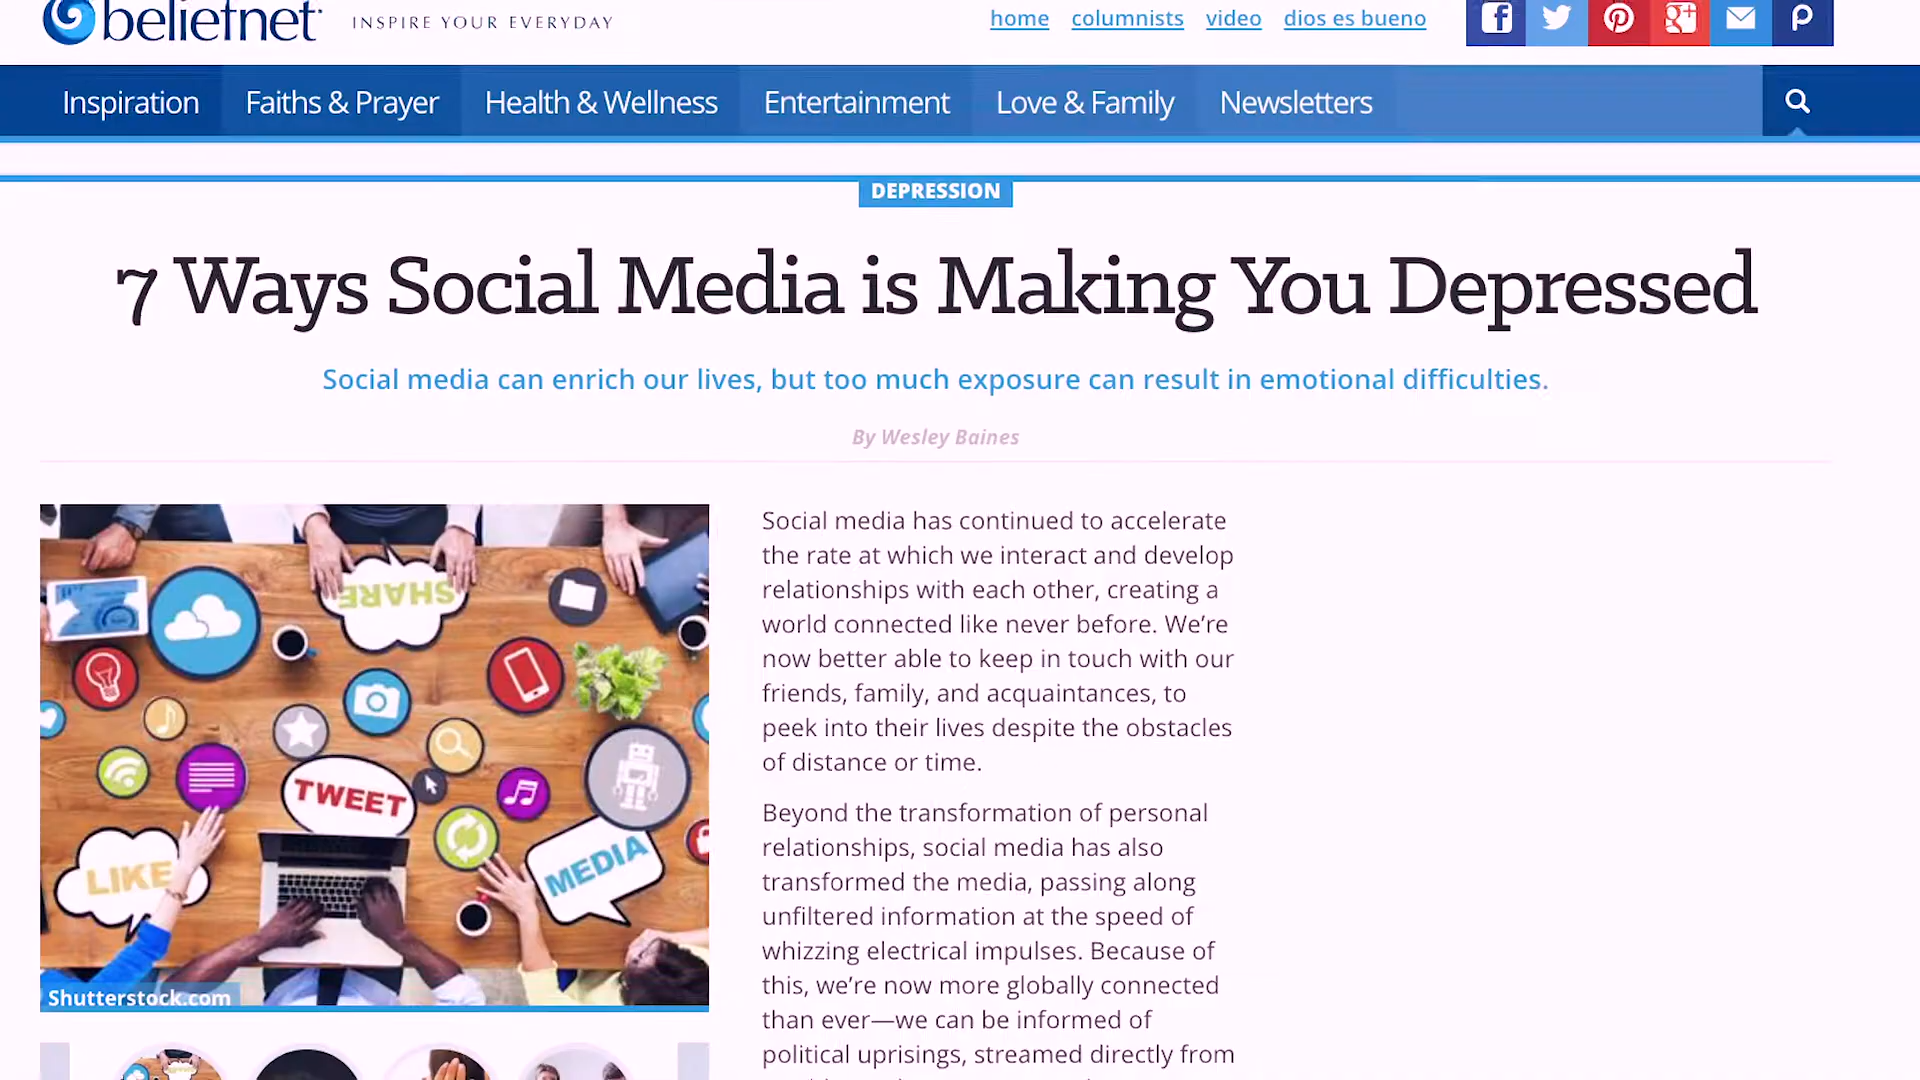 beliefnet
INSPIRE YOUR EVERYDAY
home columnists video dios es bueno
Inspiration Faiths & Prayer Health & Wellness Entertainment Love & Family Newsletters
DEPRESSION
7 Ways Social Media is Making You Depressed
Social media can enrich our lives, but too much exposure can result in emotional difficulties.
By Wesley Baines
SHARE
TWEET
LIKE
MEDIA
Shutterstock.com
Social media has continued to accelerate
the rate at which we interact and develop
relationships with each other, creating a
world connected like never before. We’re
now better able to keep in touch with our
friends, family, and acquaintances, to
peek into their lives despite the obstacles
of distance or time.
Beyond the transformation of personal
relationships, social media has also
transformed the media, passing along
unfiltered information at the speed of
whizzing electrical impulses. Because of
this, we’re now more globally connected
than ever—we can be informed of
political uprisings, streamed directly from